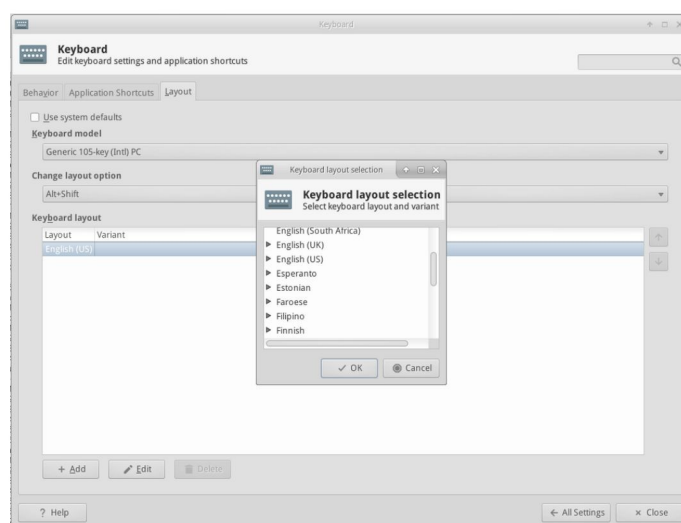 Keyboard
Keyboard
Edit keyboard settings and application shortcuts
Behavior Application Shortcuts Layout
Use system defaults
Keyboard model
Generic 105-key (Intl) PC
Change layout option
Alt+Shift
Keyboard layout
Layout Variant
English (US)
Keyboard layout selection
Keyboard layout selection
Select keyboard layout and variant
English (South Africa)
English (UK)
English (US)
Esperanto
Estonian
Faroese
Filipino
Finnish
OK Cancel
+ Add Edit Delete
? Help All Settings Close